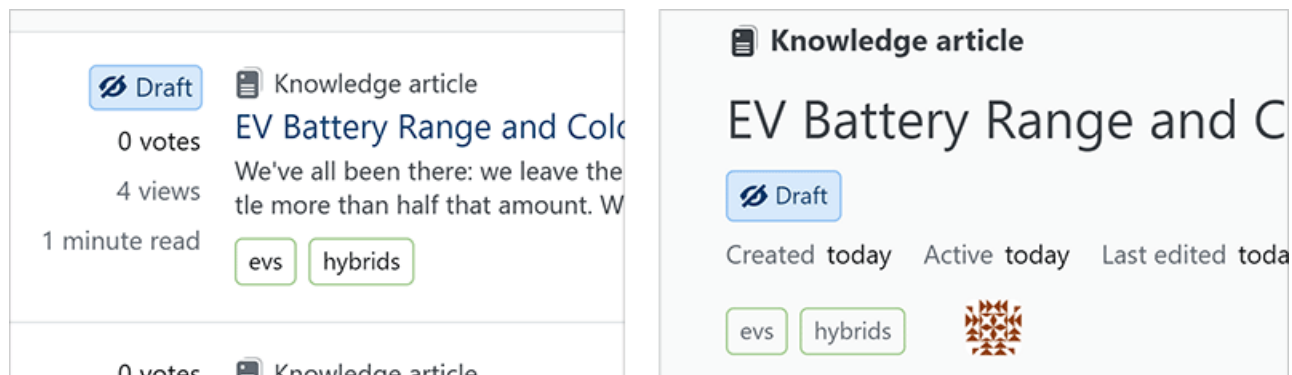 Draft
0 votes
4 views
1 minute read
Knowledge article
EV Battery Range and Cold
We've all been there: we leave the
tle more than half that amount. W
evs
hybrids
0 votes
Knowledge article
Knowledge article
EV Battery Range and C
Draft
Created today Active today Last edited toda
evs
hybrids